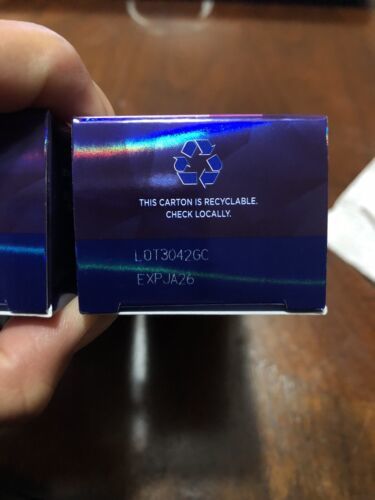 THIS CARTON IS RECYCLABLE.
CHECK LOCALLY.
LOT3042GC
EXPJA26